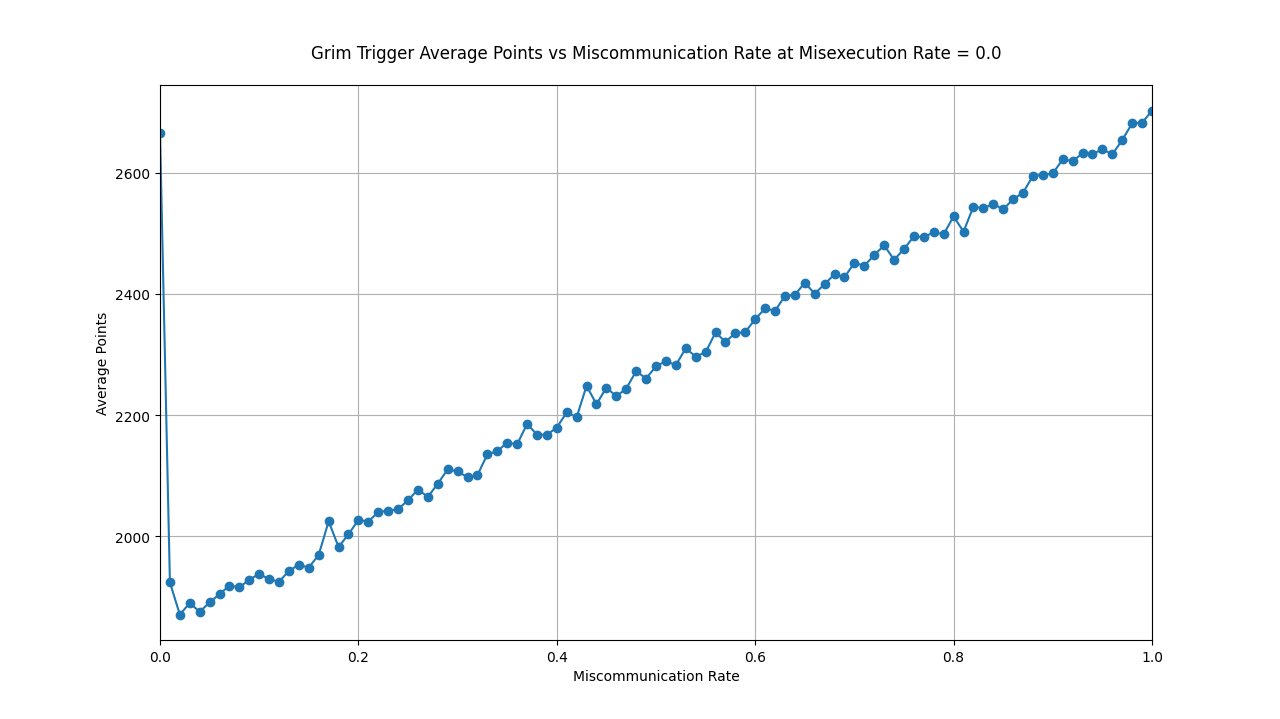 Grim Trigger Average Points vs Miscommunication Rate at Misexecution Rate = 0.0
2600
2400
2200
2000
Average Points
0.0 0.2 0.4 0.6 0.8 1.0
Miscommunication Rate